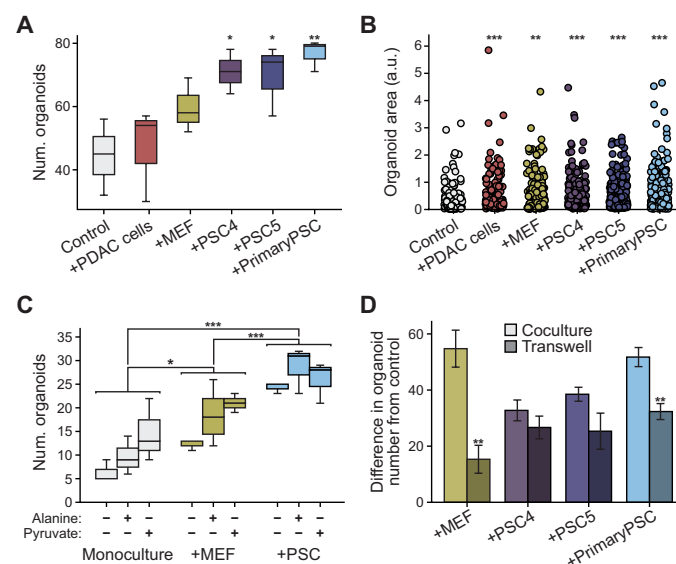 A
Num. organoids
80
60
40
*
*
**
Control
+PDAC cells
+MEF
+PSC4
+PSC5
+PrimaryPSC
B
Organoid area (a.u.)
6
5
4
3
2
1
0
***
**
***
***
***
Control
+PDAC cells
+MEF
+PSC4
+PSC5
+PrimaryPSC
C
Num. organoids
35
30
25
20
15
10
5
0
***
***
*
Alanine: – + – – + – – + –
Pyruvate: – – + – – + – – +
Monoculture +MEF +PSC
D
Difference in organoid
number from control
60
40
20
0
Coculture
Transwell
**
**
+MEF
+PSC4
+PSC5
+PrimaryPSC